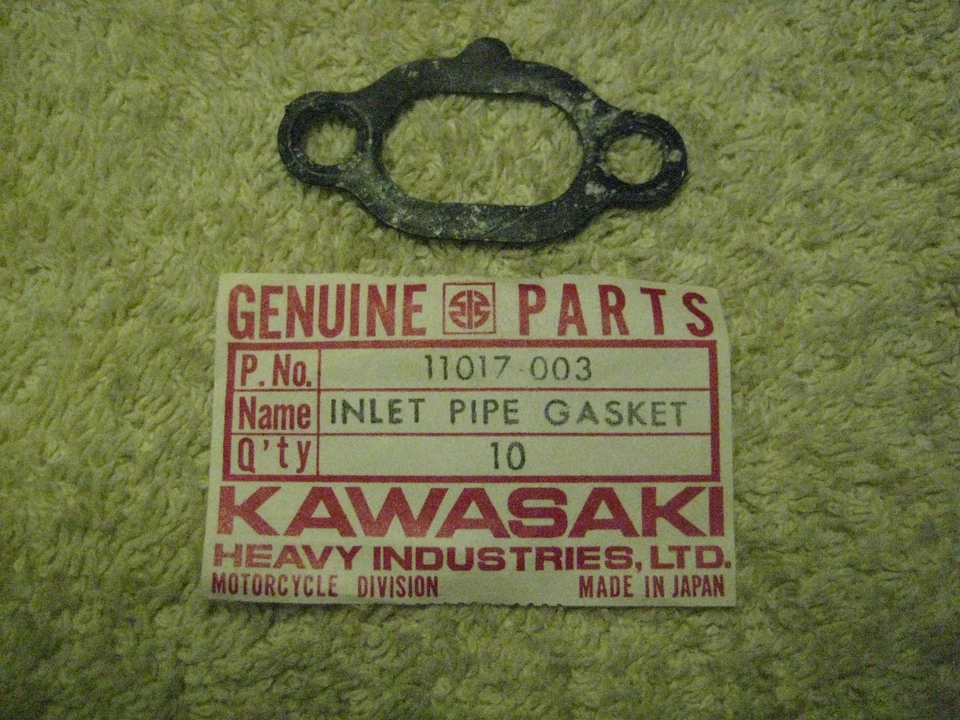 GENUINE PARTS
P. No. 11017-003
Name INLET PIPE GASKET
Q'ty 10
KAWASAKI
HEAVY INDUSTRIES, LTD.
MOTORCYCLE DIVISION MADE IN JAPAN